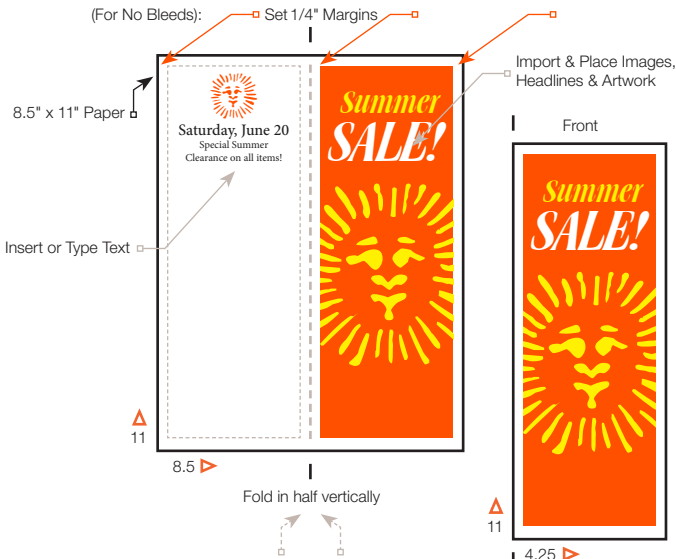 (For No Bleeds):
Set 1/4" Margins
Import & Place Images,
Headlines & Artwork
8.5" x 11" Paper
Saturday, June 20
Special Summer
Clearance on all items!
Summer
SALE!
Insert or Type Text
11
8.5
Fold in half vertically
Front
Summer
SALE!
11
4.25